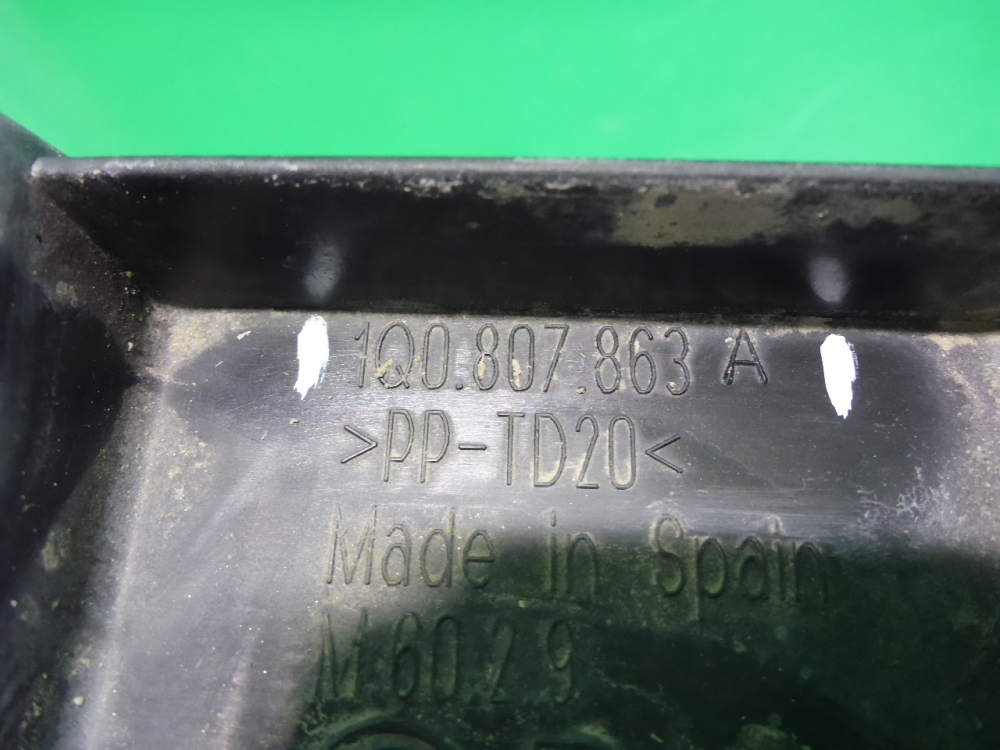 1Q0.807.863 A
>PP-TD20<
Made in Spain
M 60.2 9